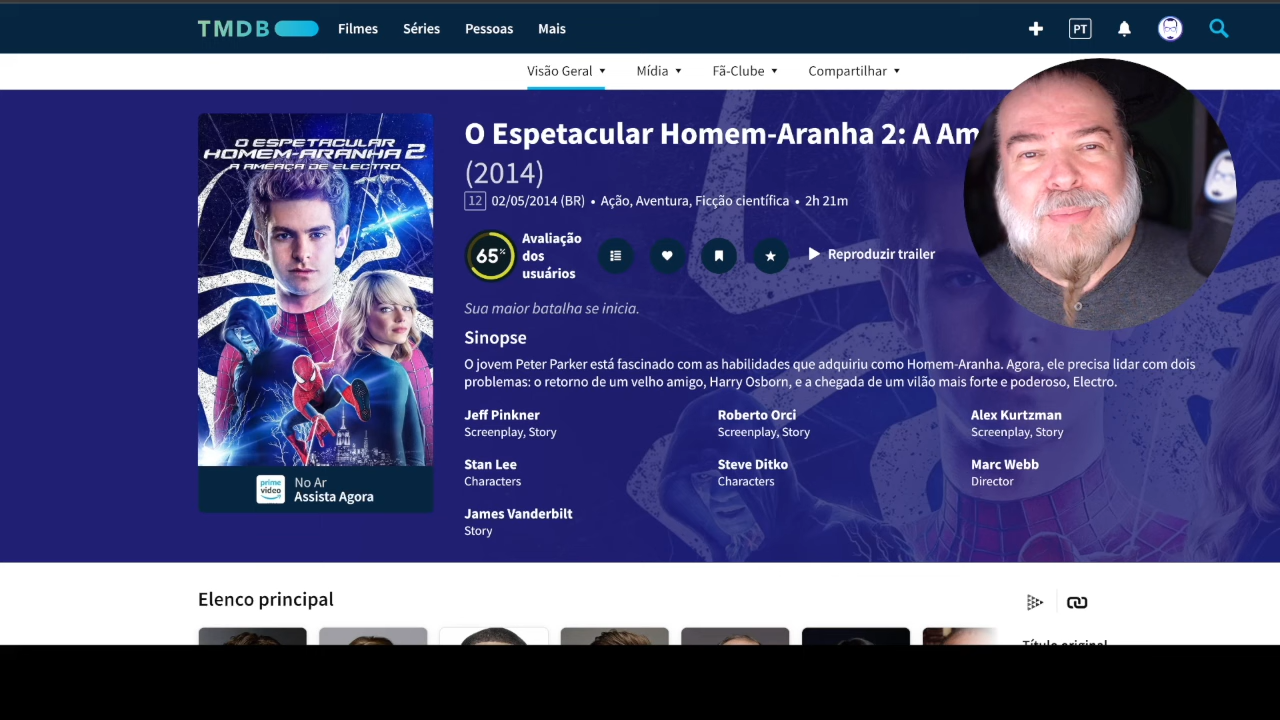 TMDB
Filmes
Séries
Pessoas
Mais
PT
Visão Geral
Mídia
Fã-Clube
Compartilhar
O ESPETACULAR
HOMEM-ARANHA 2
A AMEAÇA DE ELECTRO
prime
video
No Ar
Assista Agora
O Espetacular Homem-Aranha 2: A Am
(2014)
12 02/05/2014 (BR) • Ação, Aventura, Ficção científica • 2h 21m
65%
Avaliação
dos
usuários
Reproduzir trailer
Sua maior batalha se inicia.
Sinopse
O jovem Peter Parker está fascinado com as habilidades que adquiriu como Homem-Aranha. Agora, ele precisa lidar com dois
problemas: o retorno de um velho amigo, Harry Osborn, e a chegada de um vilão mais forte e poderoso, Electro.
Jeff Pinkner
Screenplay, Story
Roberto Orci
Screenplay, Story
Alex Kurtzman
Screenplay, Story
Stan Lee
Characters
Steve Ditko
Characters
Marc Webb
Director
James Vanderbilt
Story
Elenco principal
Título original